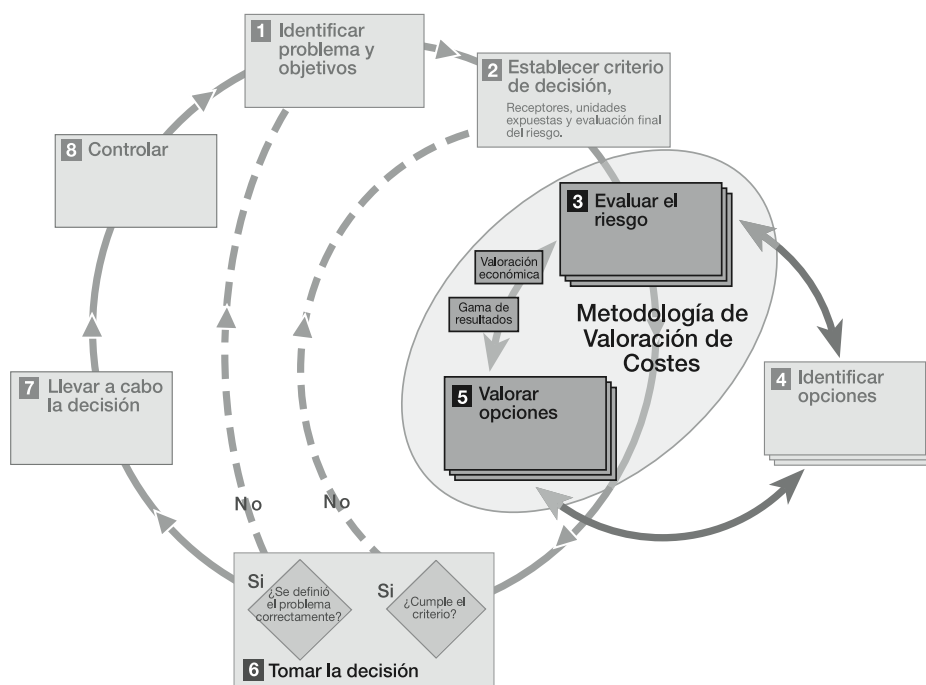 1 Identificar
problema y
objetivos
2 Establecer criterio
de decisión,
Receptores, unidades
expuestas y evaluación final
del riesgo.
8 Controlar
3 Evaluar el
riesgo
Valoración
económica
Gama de
resultados
Metodología de
Valoración de
Costes
4 Identificar
opciones
5 Valorar
opciones
7 Llevar a cabo
la decisión
No
No
Si
¿Se definió
el problema
correctamente?
Si
¿Cumple el
criterio?
6 Tomar la decisión